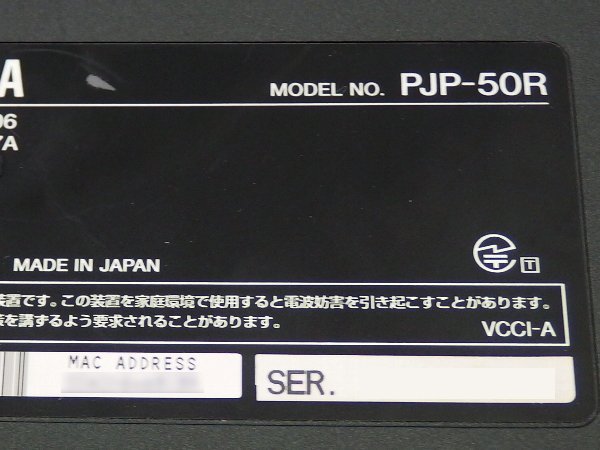 A
MODEL NO. PJP-50R
96
7A
MADE IN JAPAN
T
装置です。この装置を家庭環境で使用すると電波妨害を引き起こすことがあります。
策を講ずるよう要求されることがあります。
VCCI-A
MAC ADDRESS
SER.